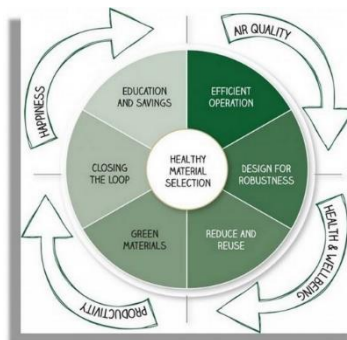 AIR QUALITY
HAPPINESS
EDUCATION
AND SAVINGS
EFFICIENT
OPERATION
CLOSING
THE LOOP
HEALTHY
MATERIAL
SELECTION
DESIGN FOR
ROBUSTNESS
GREEN
MATERIALS
REDUCE AND
REUSE
HEALTH & WELLBEING
PRODUCTIVITY